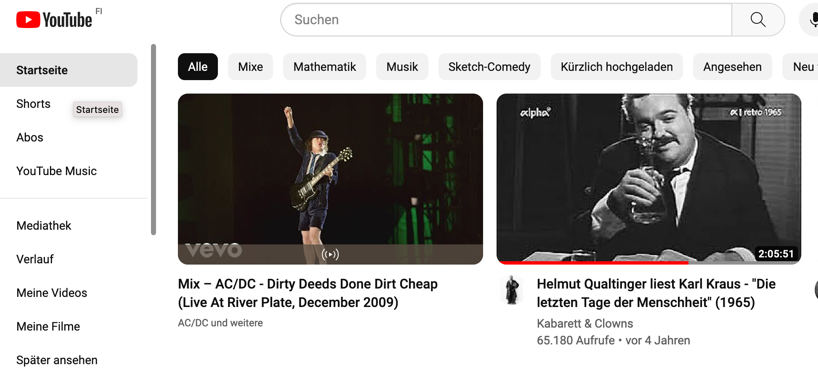 YouTube FI
Suchen
Startseite
Shorts
Startseite
Abos
YouTube Music
Mediathek
Verlauf
Meine Videos
Meine Filme
Später ansehen
Alle
Mixe
Mathematik
Musik
Sketch-Comedy
Kürzlich hochgeladen
Angesehen
Neu
vevo
Mix – AC/DC - Dirty Deeds Done Dirt Cheap
(Live At River Plate, December 2009)
AC/DC und weitere
αlpha®
α | retro 1965
2:05:51
Helmut Qualtinger liest Karl Kraus - "Die
letzten Tage der Menschheit" (1965)
Kabarett & Clowns
65.180 Aufrufe • vor 4 Jahren